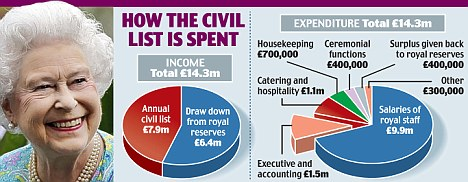 HOW THE CIVIL
LIST IS SPENT
INCOME
Total £14.3m
Annual
civil list
£7.9m
Draw down
from royal
reserves
£6.4m
EXPENDITURE Total £14.3m
Housekeeping
£700,000
Ceremonial
functions
£400,000
Surplus given back
to royal reserves
£400,000
Catering and
hospitality £1.1m
Other
£300,000
Salaries of
royal staff
£9.9m
Executive and
accounting £1.5m